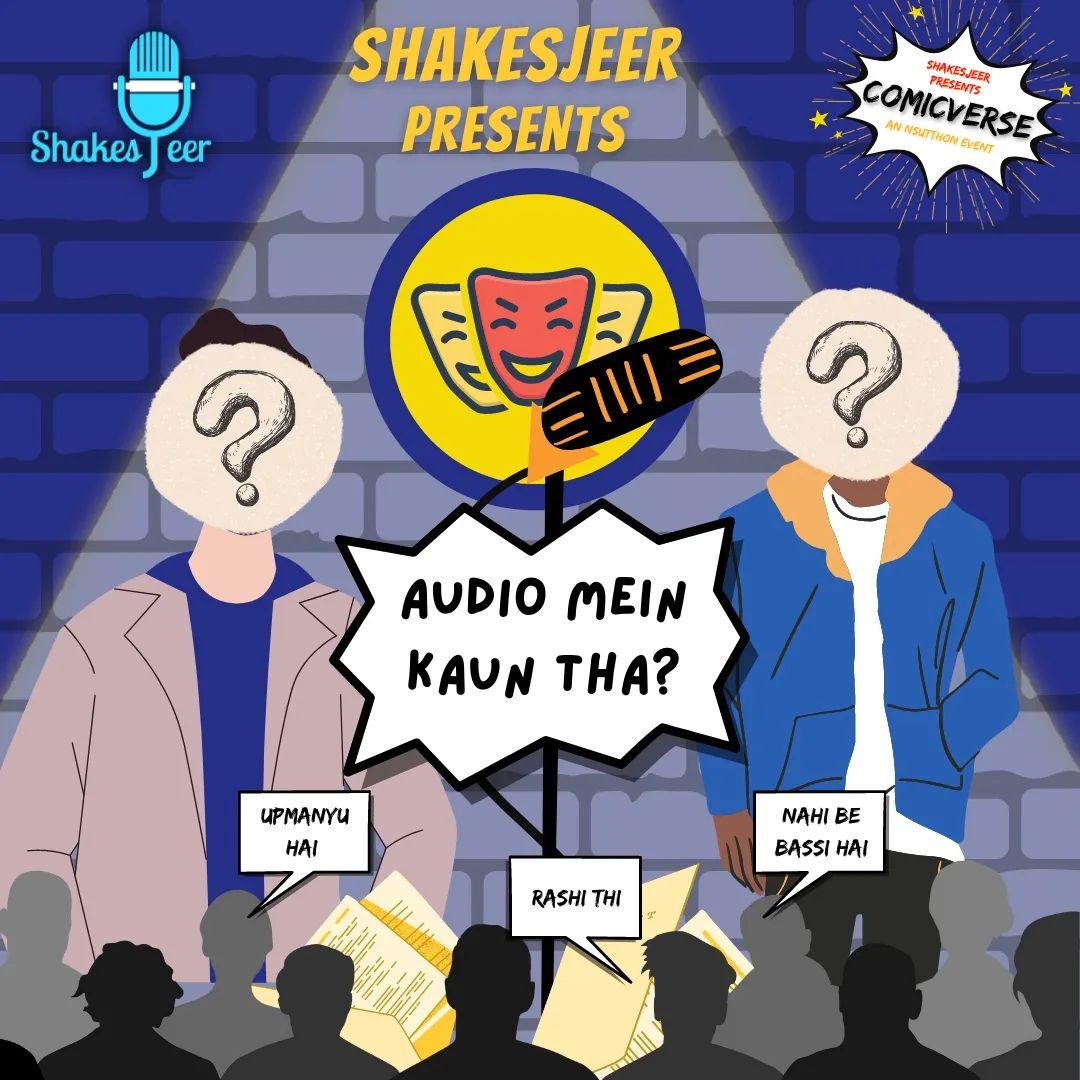 SHAKESJEER
PRESENTS
ShakesJeer
SHAKESJEER
PRESENTS
COMICVERSE
AN NSUTTHON EVENT
?
?
AUDIO MEIN
KAUN THA?
UPMANYU
HAI
RASHI THI
NAHI BE
BASSI HAI